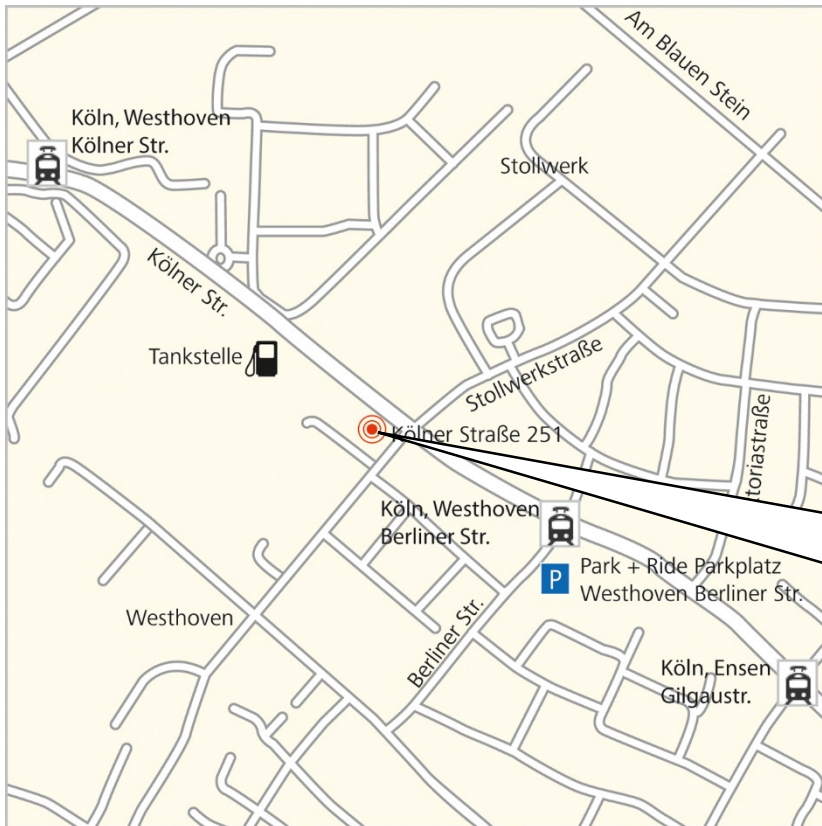 Am Blauen Stein
Köln, Westhoven
Kölner Str.
Stollwerk
Kölner Str.
Tankstelle
Stollwerkstraße
Kölner Straße 251
toriastraße
Köln, Westhoven
Berliner Str.
P
Park + Ride Parkplatz
Westhoven Berliner Str.
Westhoven
Berliner Str.
Köln, Ensen
Gilgaustr.